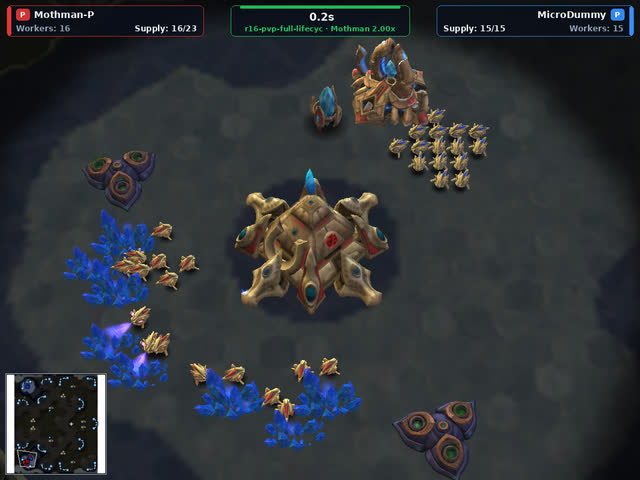 P Mothman-P
Workers: 16 Supply: 16/23
0.2s
r16-pvp-full-lifecyc · Mothman 2.00x
MicroDummy P
Supply: 15/15 Workers: 15